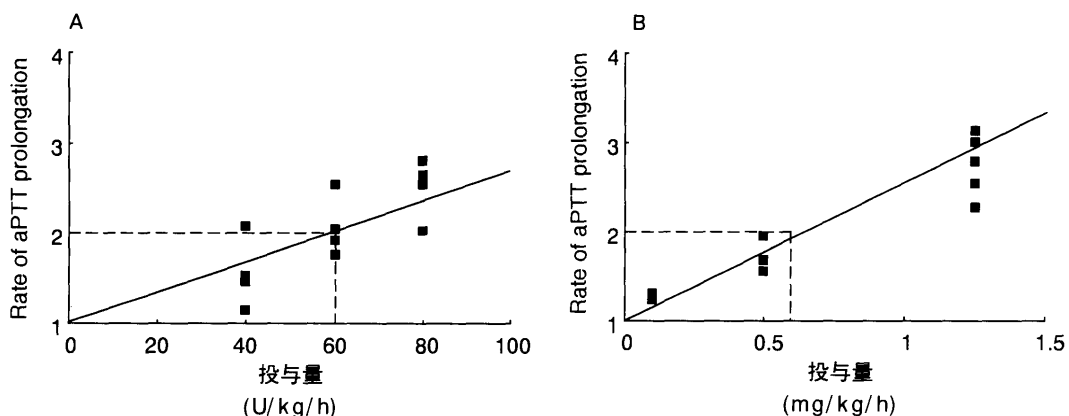 A
Rate of aPTT prolongation
4
3
2
1
0
20
40
60
80
100
投与量
(U/kg/h)
B
Rate of aPTT prolongation
4
3
2
1
0
0.5
1
1.5
投与量
(mg/kg/h)